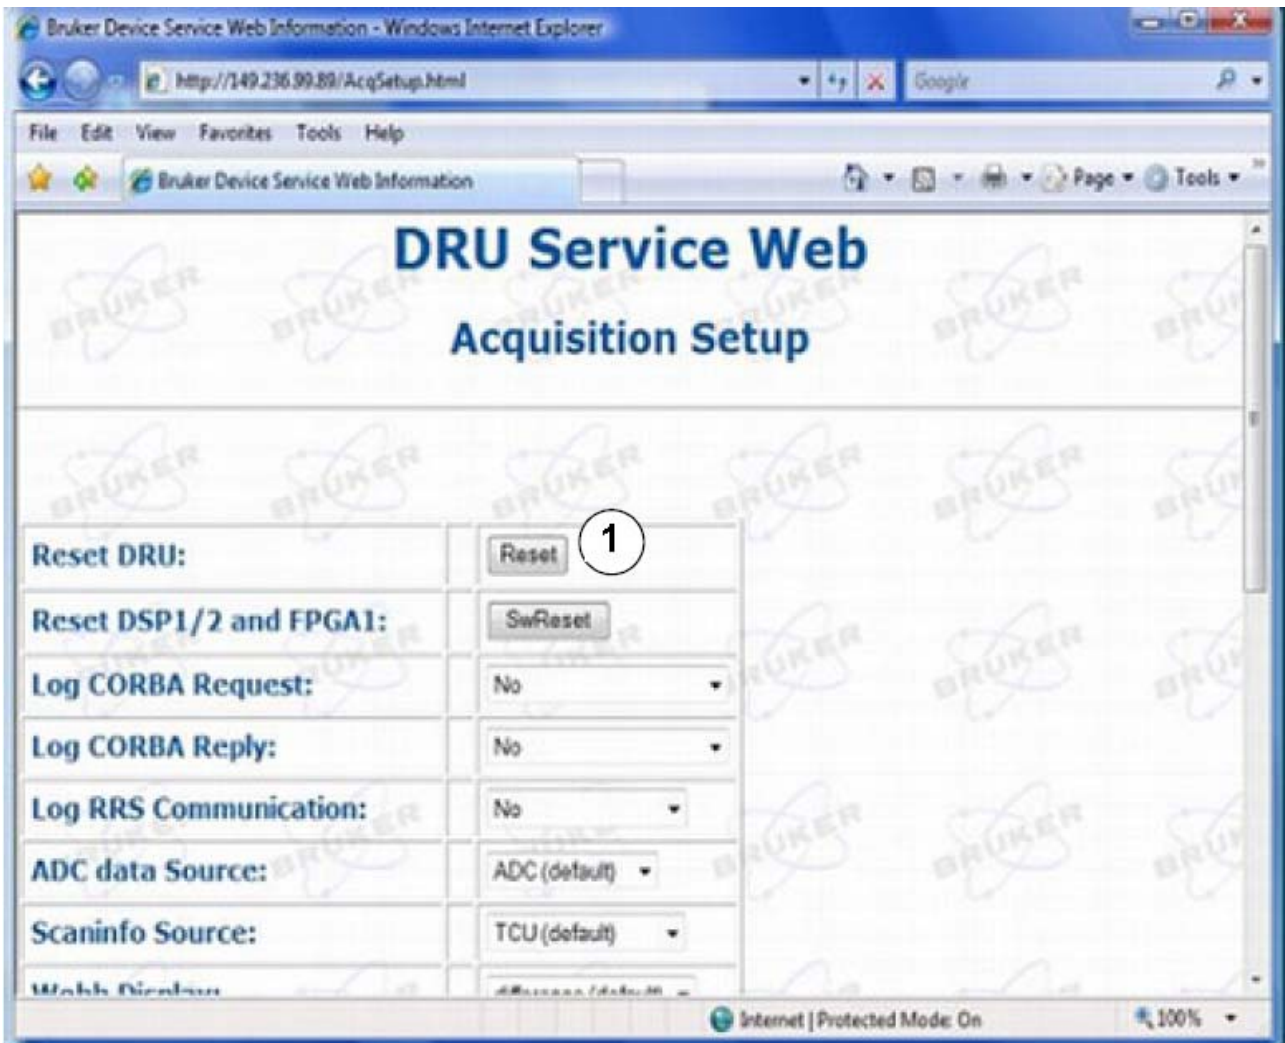 Bruker Device Service Web Information - Windows Internet Explorer
http://149.236.99.89/AcqSetup.html
Google
File Edit View Favorites Tools Help
Bruker Device Service Web Information
Page Tools
DRU Service Web
Acquisition Setup
Reset DRU: Reset 1
Reset DSP1/2 and FPGA1: SwReset
Log CORBA Request: No
Log CORBA Reply: No
Log RRS Communication: No
ADC data Source: ADC (default)
Scaninfo Source: TCU (default)
Internet | Protected Mode: On 100%
BRUKER